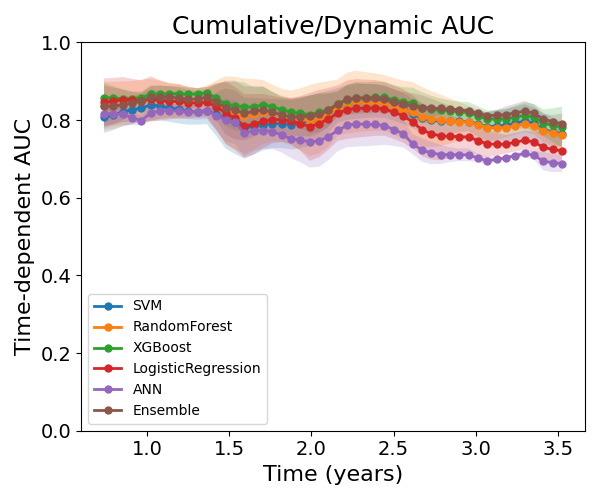 Cumulative/Dynamic AUC
Time-dependent AUC
1.0
0.8
0.6
0.4
0.2
0.0
SVM
RandomForest
XGBoost
LogisticRegression
ANN
Ensemble
1.0 1.5 2.0 2.5 3.0 3.5
Time (years)